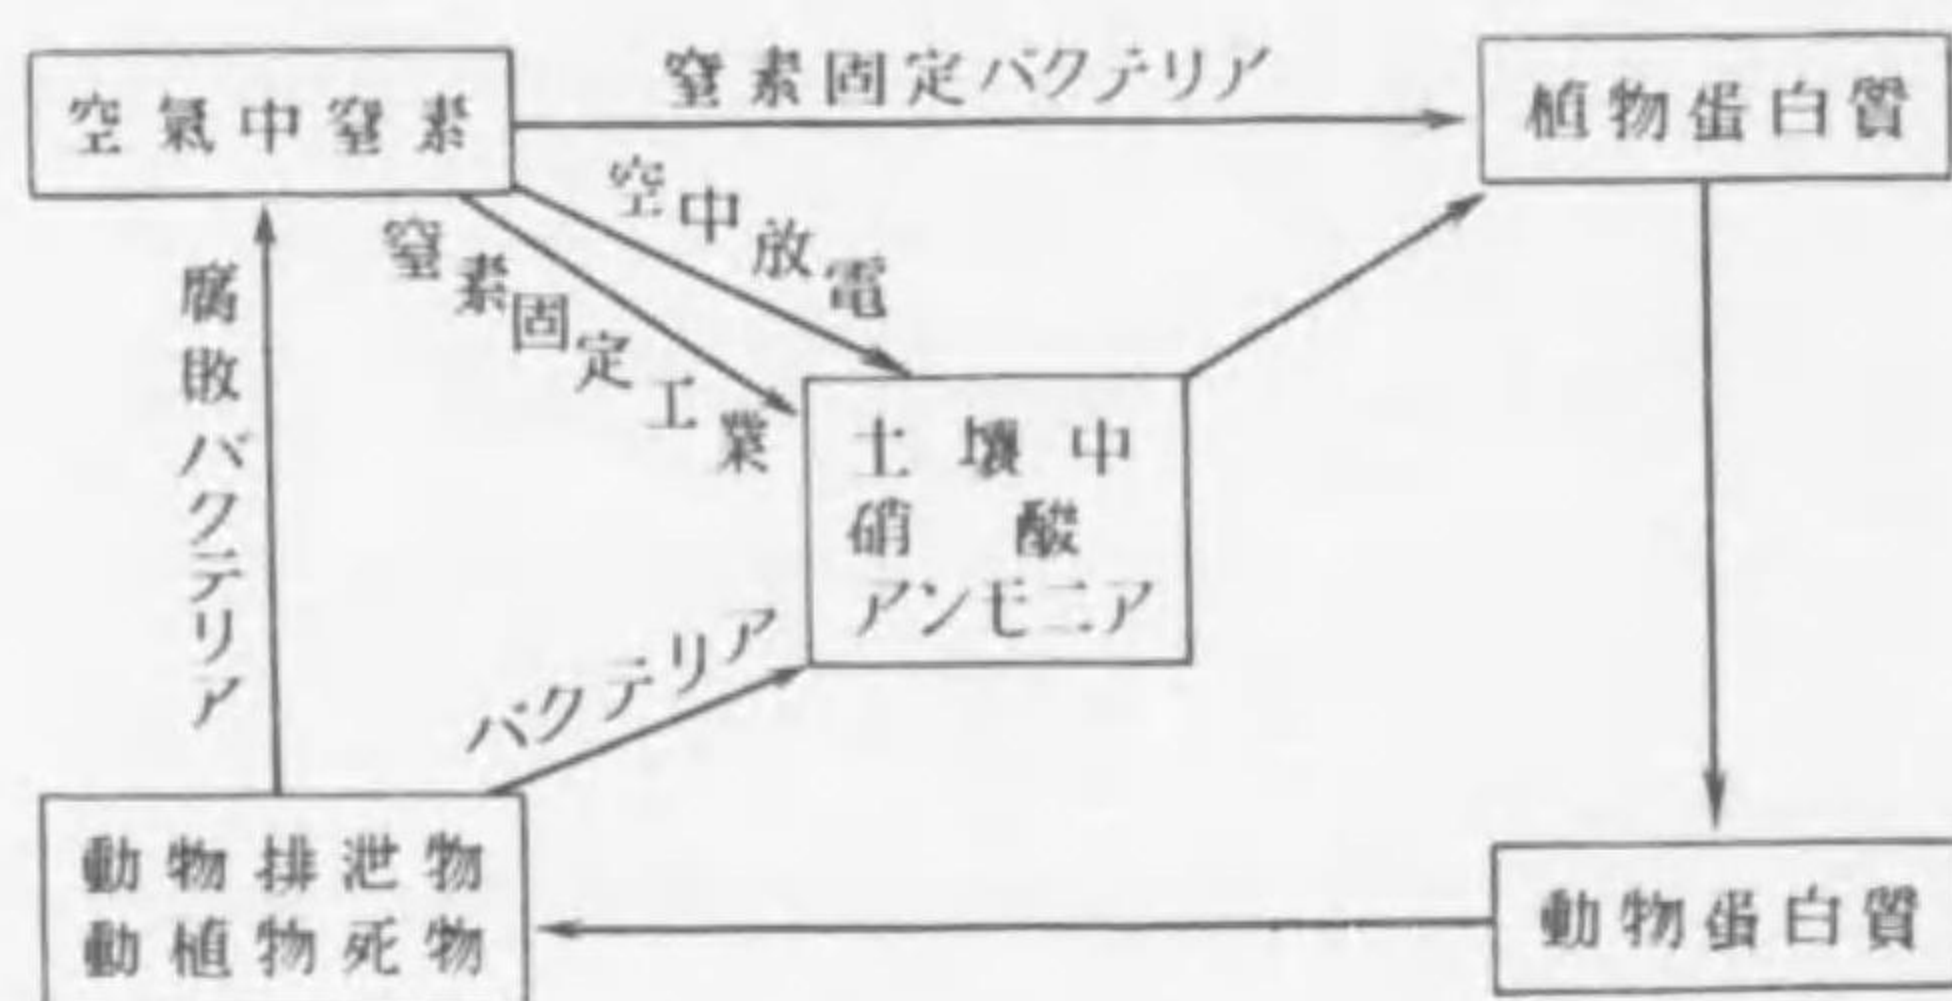 空氣中窒素
窒素固定バクテリア
植物蛋白質
空中放電
窒素固定工業
腐敗バクテリア
土壤中
硝酸
アンモニア
バクテリア
動物排泄物
動植物死物
動物蛋白質